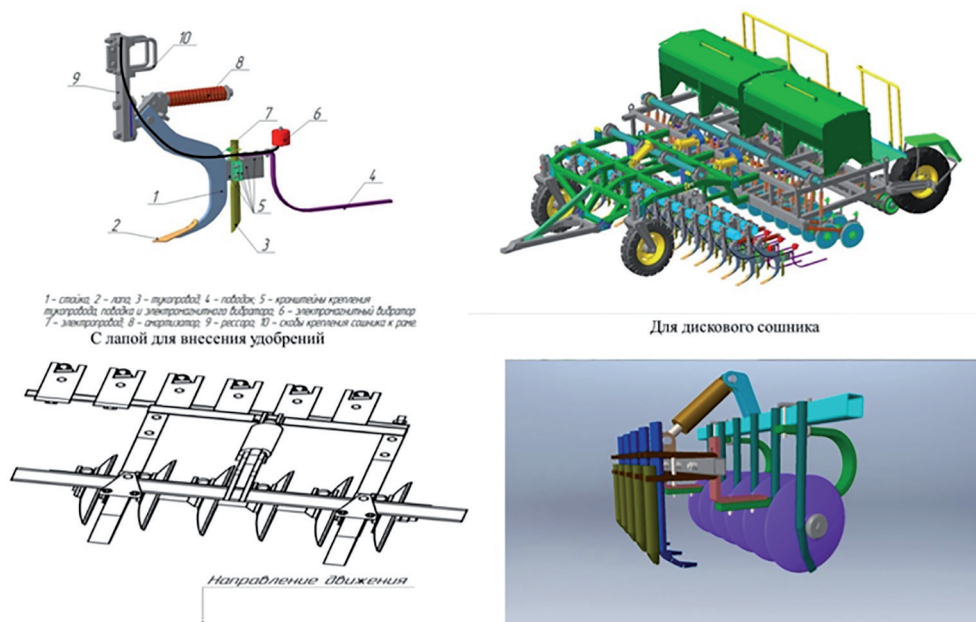 10
9
8
7
6
1
5
4
2
3
1 – стойка, 2 – лапа, 3 – тукопровод, 4 – поводок, 5 – кронштейны крепления
тукопровода, поводка и электромагнитного вибратора, 6 – электромагнитный вибратор
7 – электропровод, 8 – амортизатор, 9 – рессора, 10 – скобы крепления сошника к раме.
С лапой для внесения удобрений
Для дискового сошника
Направление движения